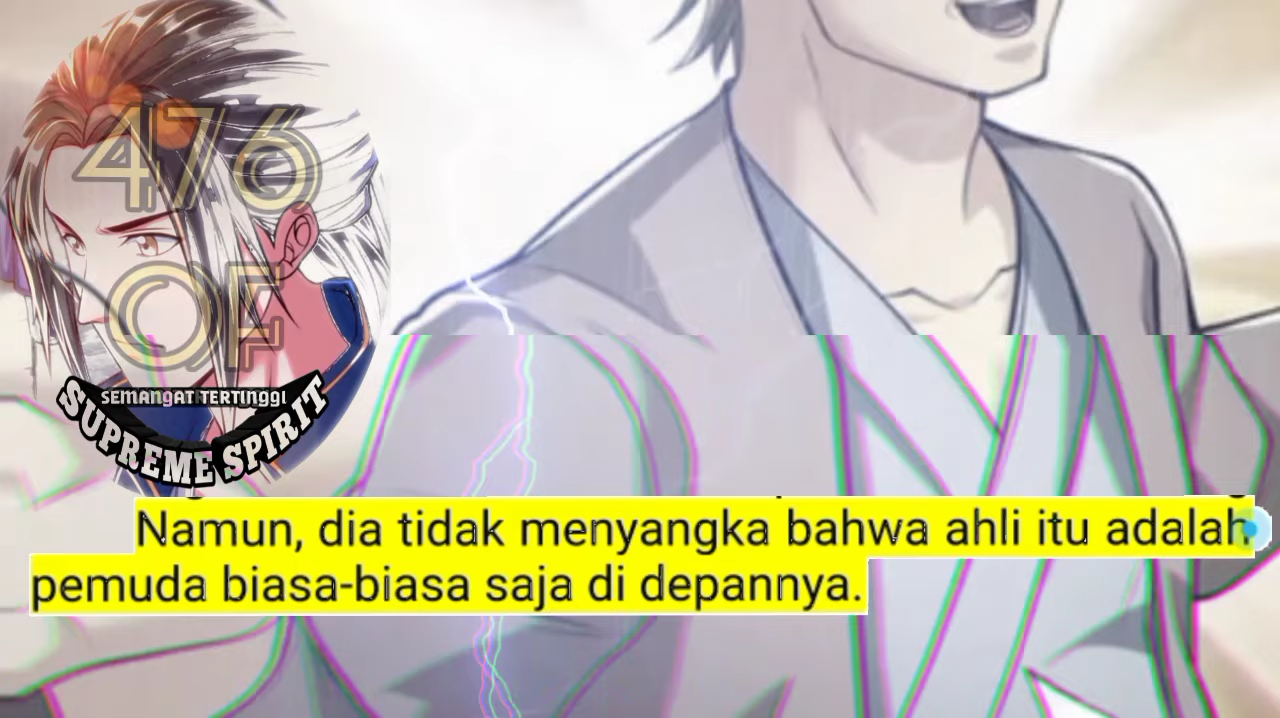 476
OF
SEMANGAT TERTINGGI
SUPREME SPIRIT
Namun, dia tidak menyangka bahwa ahli itu adalah
pemuda biasa-biasa saja di depannya.